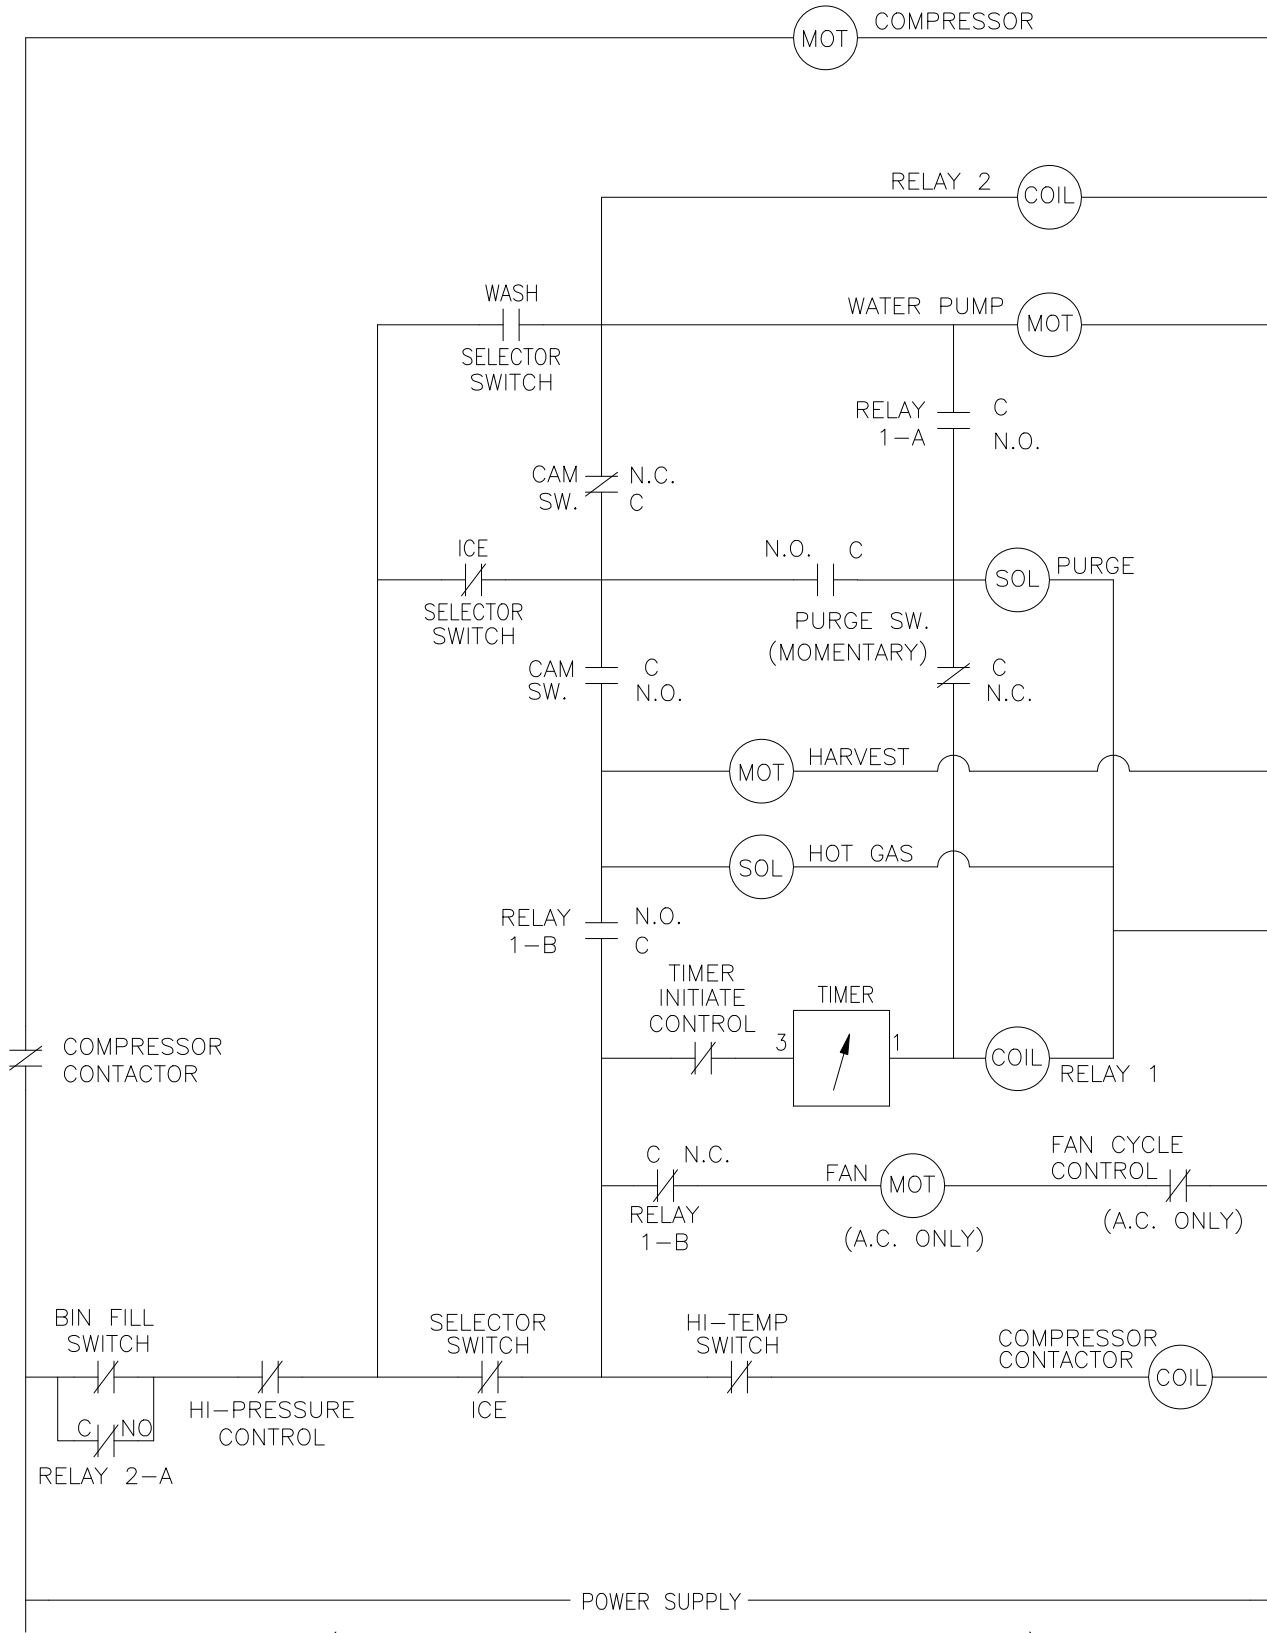 COMPRESSOR
MOT
RELAY 2
COIL
WASH
SELECTOR
SWITCH
WATER PUMP
MOT
RELAY
1-A
C
N.O.
CAM
SW.
N.C.
C
ICE
SELECTOR
SWITCH
N.O.
C
PURGE SW.
(MOMENTARY)
SOL
PURGE
CAM
SW.
C
N.O.
C
N.C.
MOT
HARVEST
SOL
HOT GAS
RELAY
1-B
N.O.
C
TIMER
INITIATE
CONTROL
TIMER
3
1
COIL
RELAY 1
COMPRESSOR
CONTACTOR
C N.C.
RELAY
1-B
FAN
MOT
(A.C. ONLY)
FAN CYCLE
CONTROL
(A.C. ONLY)
BIN FILL
SWITCH
C
NO
RELAY 2-A
HI-PRESSURE
CONTROL
SELECTOR
SWITCH
ICE
HI-TEMP
SWITCH
COMPRESSOR
CONTACTOR
COIL
POWER SUPPLY